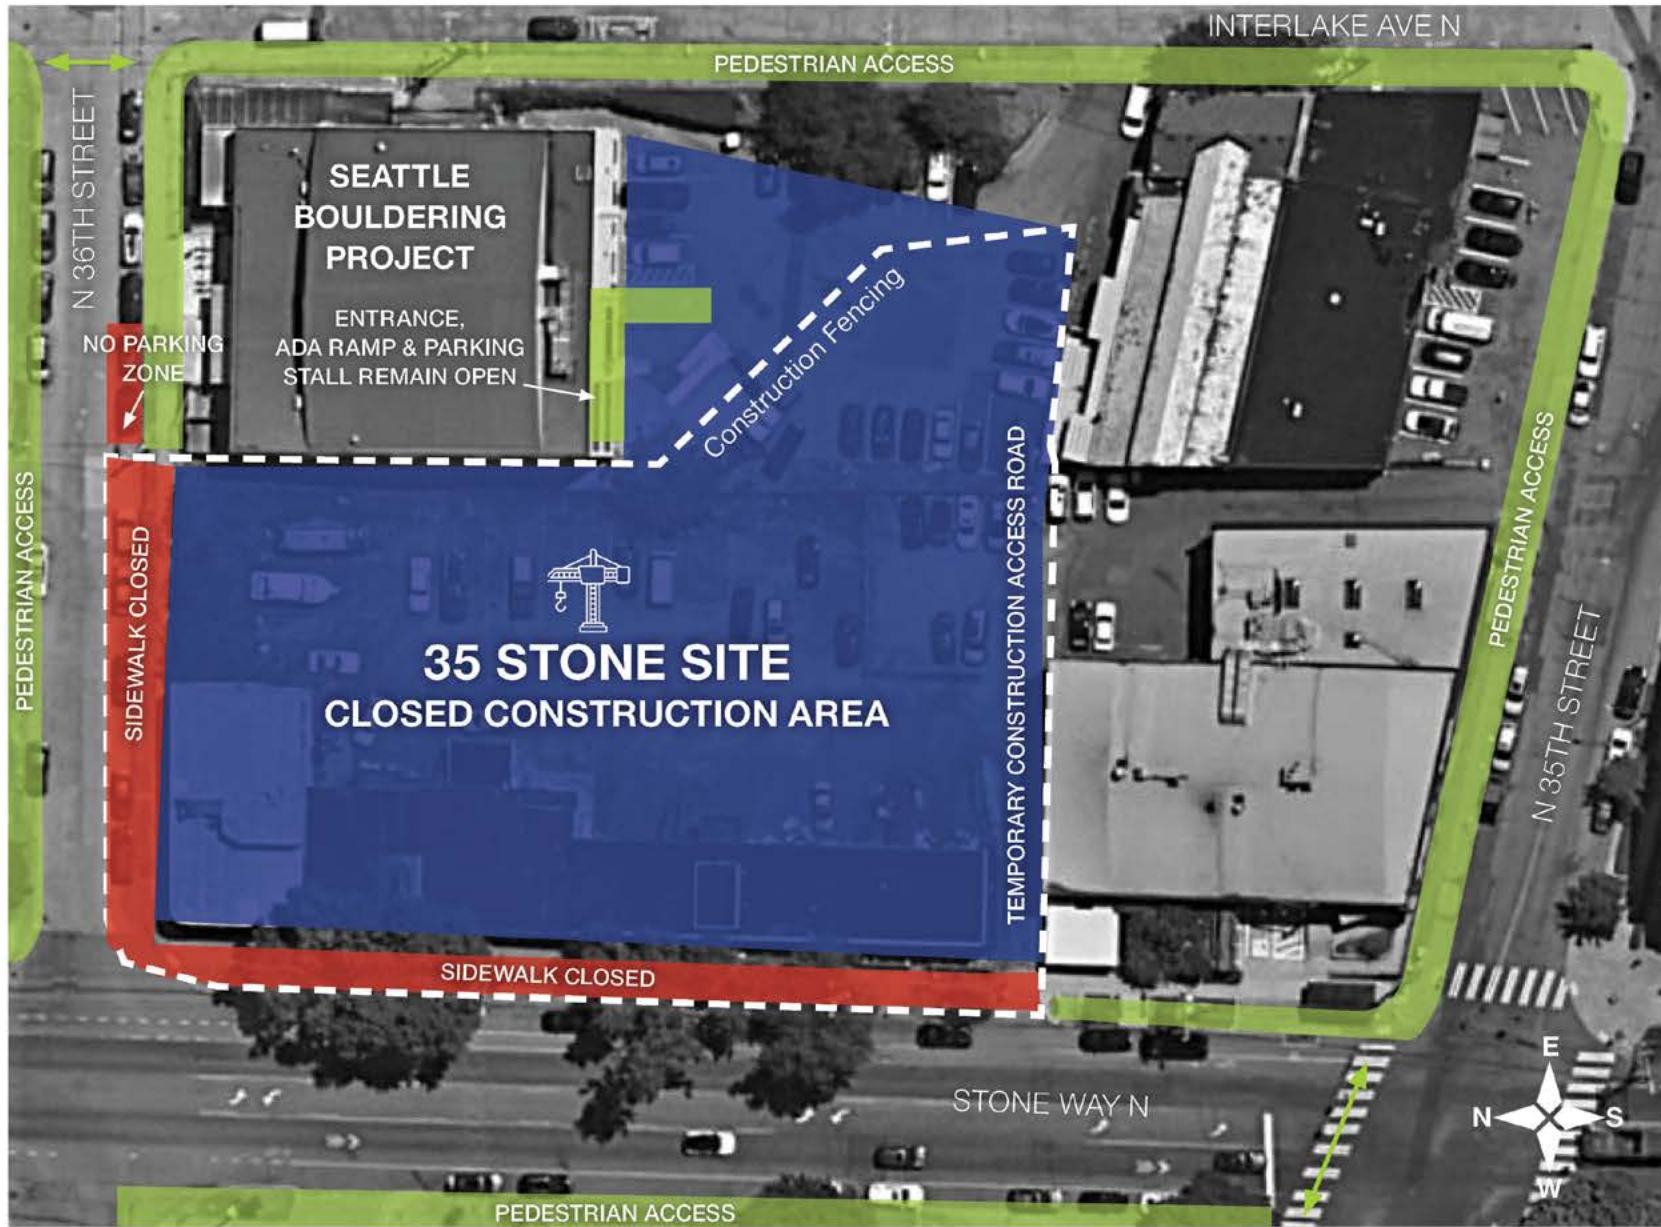 INTERLAKE AVE N
PEDESTRIAN ACCESS
N 36TH STREET
SEATTLE
BOULDERING
PROJECT
ENTRANCE,
ADA RAMP & PARKING
STALL REMAIN OPEN
NO PARKING
ZONE
Construction Fencing
PEDESTRIAN ACCESS
SIDEWALK CLOSED
35 STONE SITE
CLOSED CONSTRUCTION AREA
TEMPORARY CONSTRUCTION ACCESS ROAD
PEDESTRIAN ACCESS
N 35TH STREET
SIDEWALK CLOSED
STONE WAY N
E
N
S
W
PEDESTRIAN ACCESS